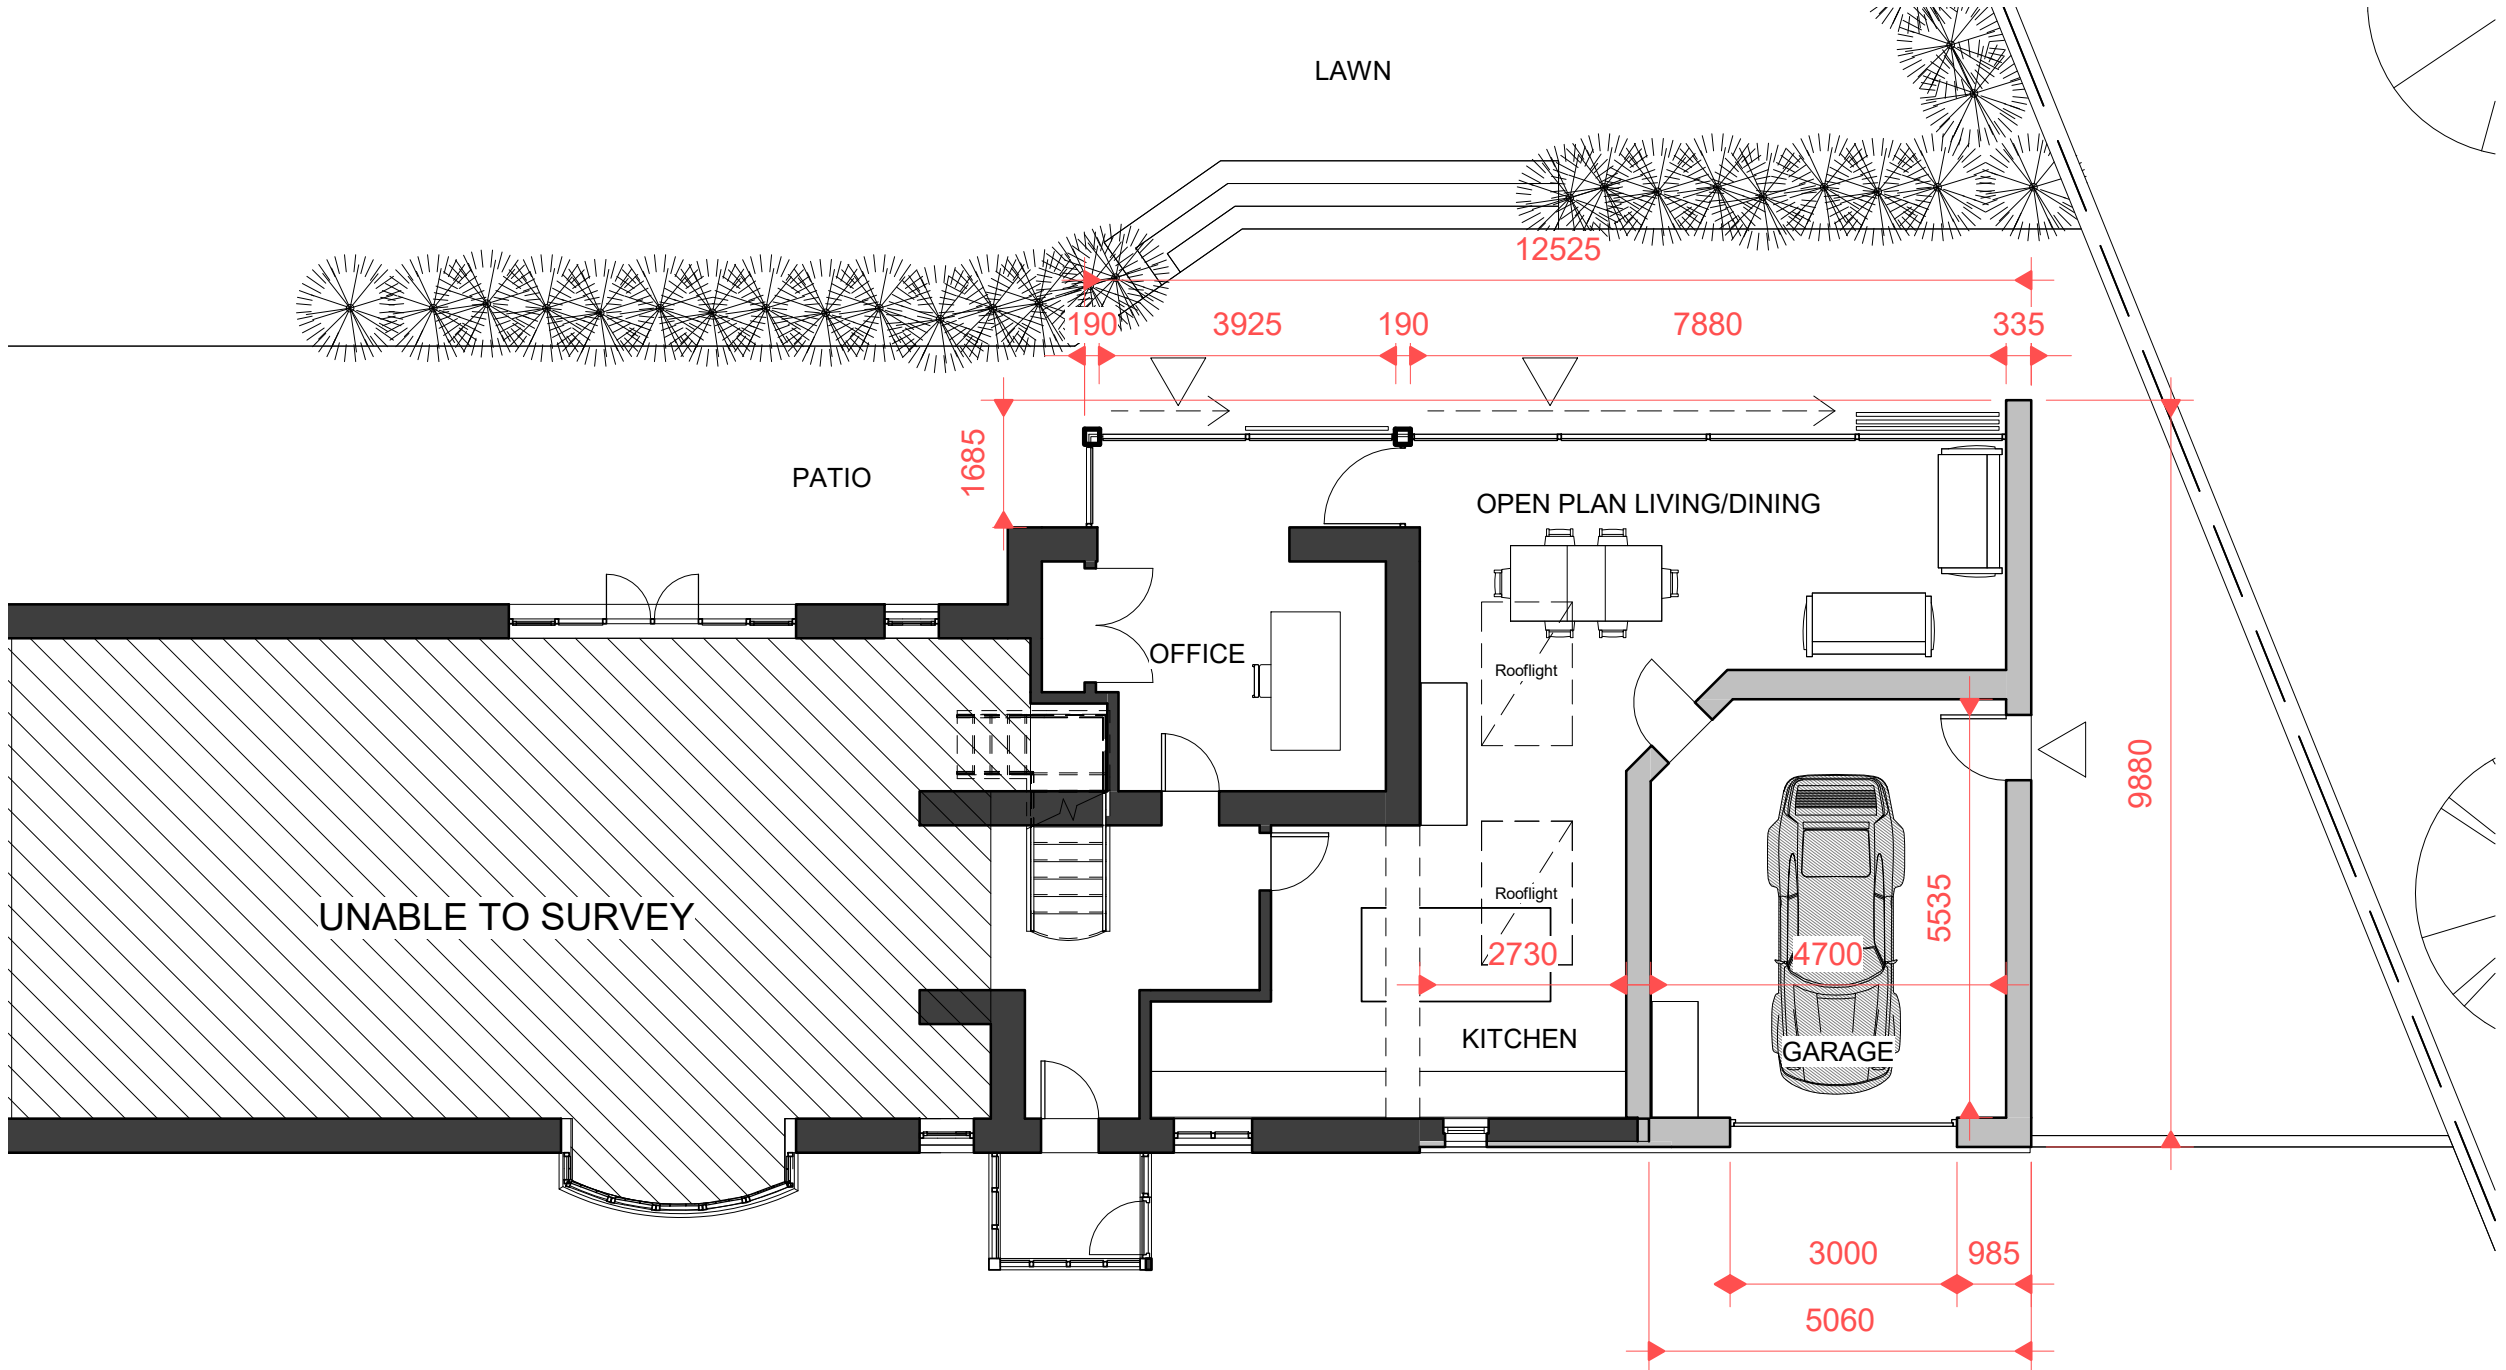 LAWN
12525
190
3925
190
7880
335
1685
PATIO
OPEN PLAN LIVING/DINING
OFFICE
Rooflight
9880
Rooflight
UNABLE TO SURVEY
5535
2730
4700
KITCHEN
GARAGE
3000
985
5060